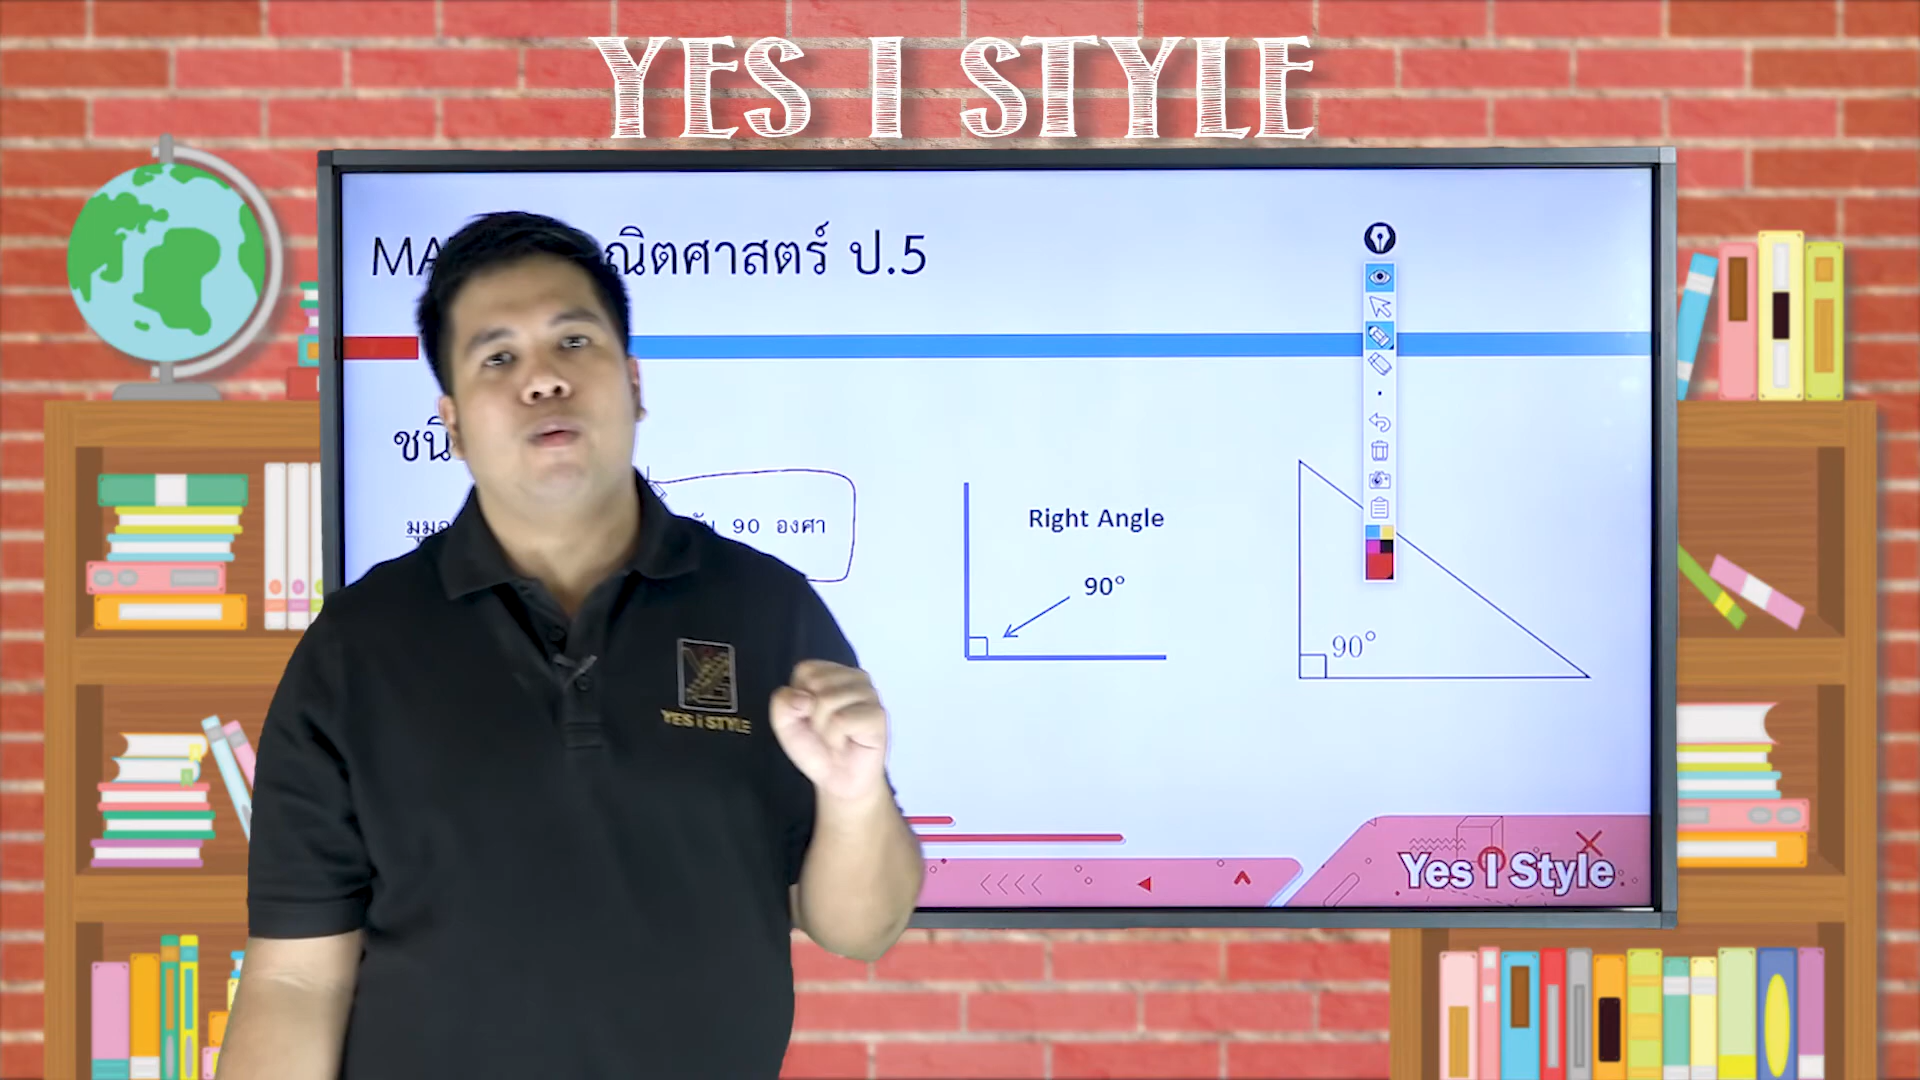 YES I STYLE
ณิตศาสตร์ ป.5
90 องศา
Right Angle
90°
90°
YES i STYLE
Yes I Style